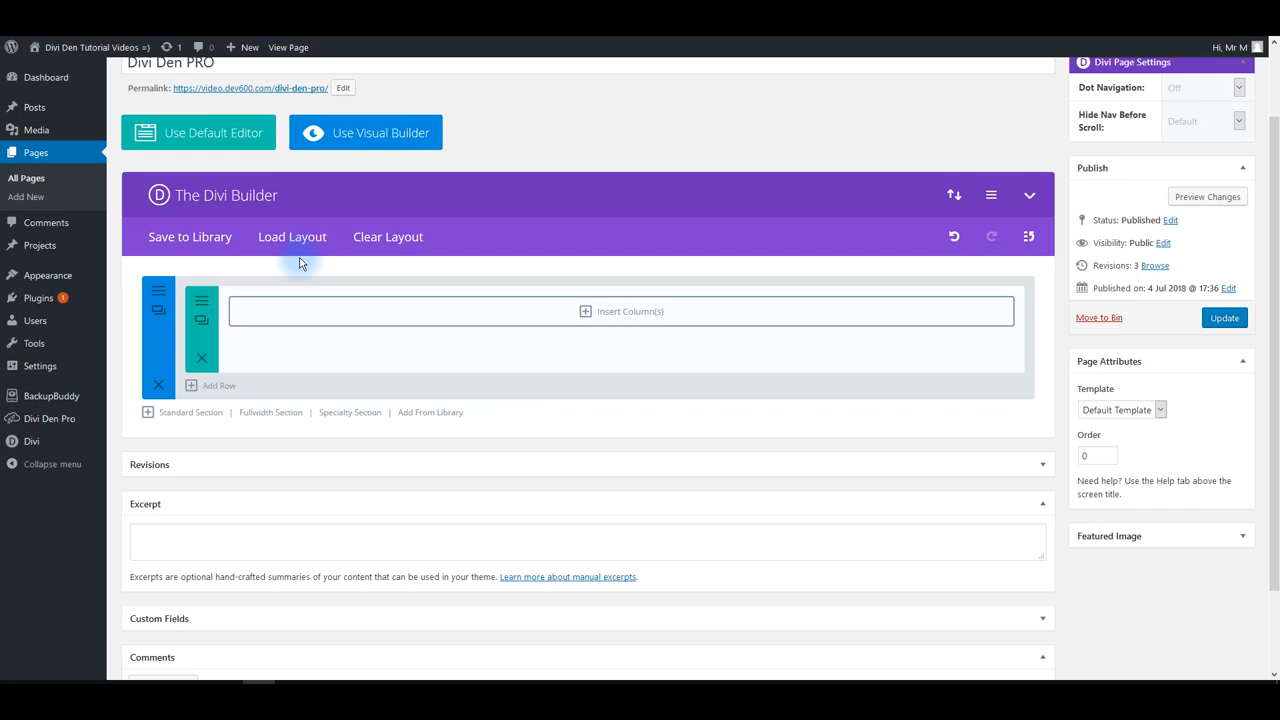 Divi Den Tutorial Videos =)
1
0
New
View Page
Hi, Mr M
Dashboard
Posts
Media
Pages
All Pages
Add New
Comments
Projects
Appearance
Plugins 1
Users
Tools
Settings
BackupBuddy
Divi Den Pro
Divi
Collapse menu
Divi Den PRO
Permalink: https://video.dev600.com/divi-den-pro/ Edit
Use Default Editor
Use Visual Builder
D The Divi Builder
Save to Library
Load Layout
Clear Layout
Insert Column(s)
Add Row
Standard Section | Fullwidth Section | Specialty Section | Add From Library
Revisions
Excerpt
Excerpts are optional hand-crafted summaries of your content that can be used in your theme. Learn more about manual excerpts.
Custom Fields
Comments
D Divi Page Settings
Dot Navigation: Off
Hide Nav Before Default
Scroll:
Publish
Preview Changes
Status: Published Edit
Visibility: Public Edit
Revisions: 3 Browse
Published on: 4 Jul 2018 @ 17:36 Edit
Move to Bin
Update
Page Attributes
Template
Default Template
Order
0
Need help? Use the Help tab above the
screen title.
Featured Image